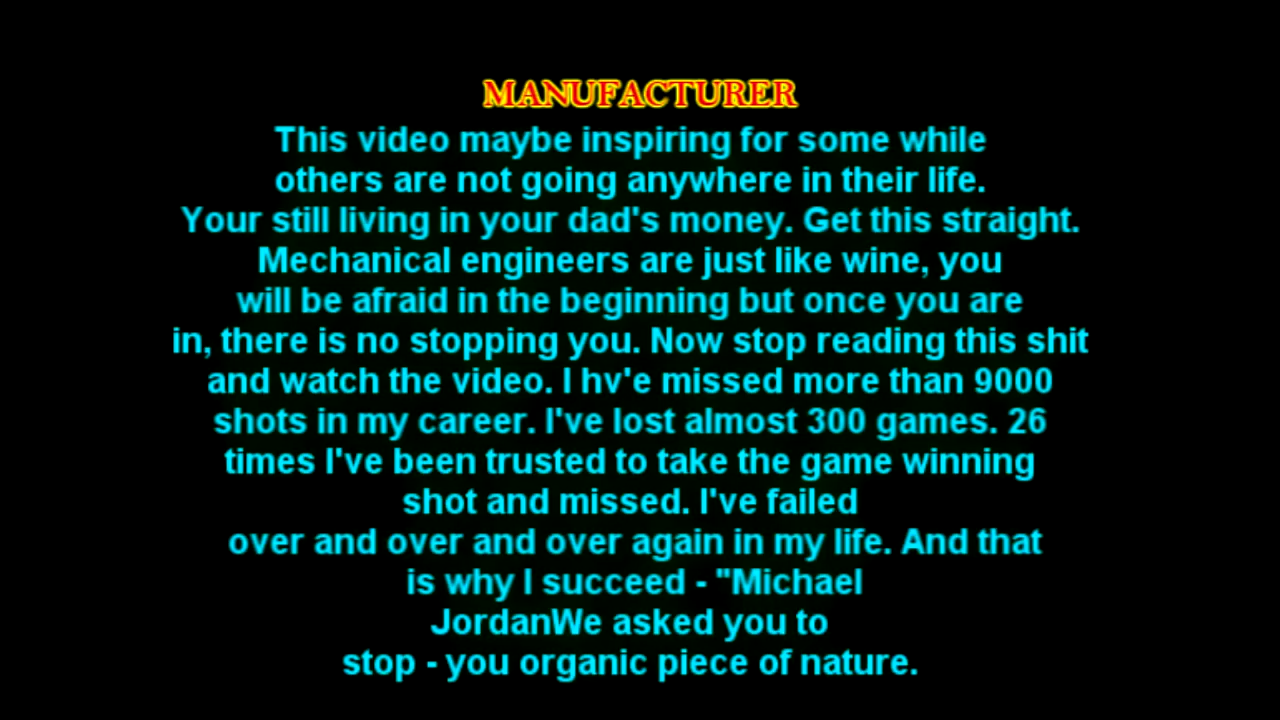 MANUFACTURER
This video maybe inspiring for some while
others are not going anywhere in their life.
Your still living in your dad's money. Get this straight.
Mechanical engineers are just like wine, you
will be afraid in the beginning but once you are
in, there is no stopping you. Now stop reading this shit
and watch the video. I hv'e missed more than 9000
shots in my career. I've lost almost 300 games. 26
times I've been trusted to take the game winning
shot and missed. I've failed
over and over and over again in my life. And that
is why I succeed - "Michael
JordanWe asked you to
stop - you organic piece of nature.